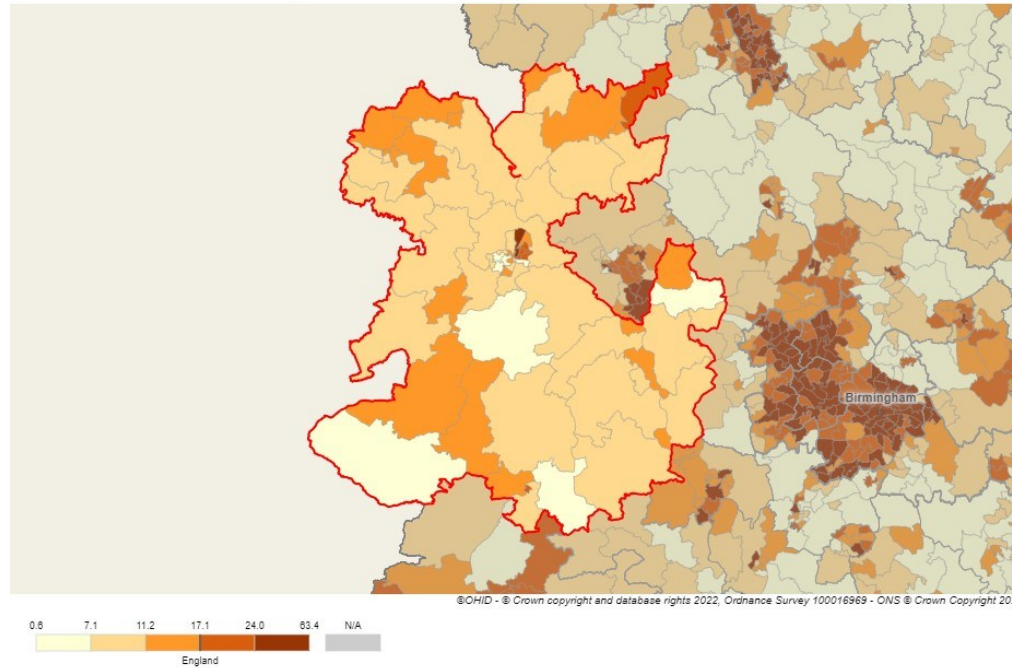 Birmingham
©OHID - © Crown copyright and database rights 2022, Ordnance Survey 100016969 - ONS © Crown Copyright 20
0.6 7.1 11.2 17.1 24.0 63.4 N/A
England